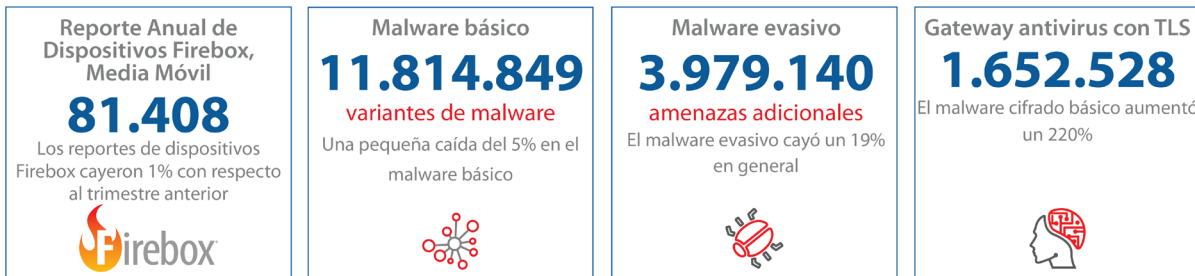 Reporte Anual de
Dispositivos Firebox,
Media Móvil
81.408
Los reportes de dispositivos
Firebox cayeron 1% con respecto
al trimestre anterior
Firebox
Malware básico
11.814.849
variantes de malware
Una pequeña caída del 5% en el
malware básico
Malware evasivo
3.979.140
amenazas adicionales
El malware evasivo cayó un 19%
en general
Gateway antivirus con TLS
1.652.528
El malware cifrado básico aumentó
un 220%